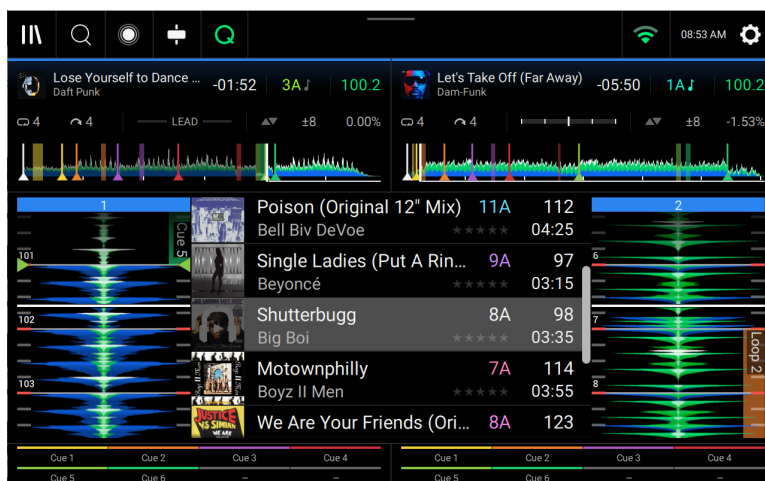 08:53 AM
Lose Yourself to Dance ...
Daft Punk
-01:52
3A
100.2
Let's Take Off (Far Away)
Dam-Funk
-05:50
1A
100.2
4
4
LEAD
±8
0.00%
4
4
±8
-1.53%
1
Cue 5
101
102
103
Poison (Original 12" Mix) 11A 112
Bell Biv DeVoe 04:25
Single Ladies (Put A Rin... 9A 97
Beyoncé 03:15
Shutterbugg 8A 98
Big Boi 03:35
Motownphilly 7A 114
Boyz II Men 03:55
We Are Your Friends (Ori... 8A 123
JUSTICE
VS SIMIAN
WE ARE
2
6
7
8
Loop 2
Cue 1 Cue 2 Cue 3 Cue 4
Cue 5 Cue 6 – –
Cue 1 Cue 2 Cue 3 Cue 4
Cue 5 Cue 6 – –